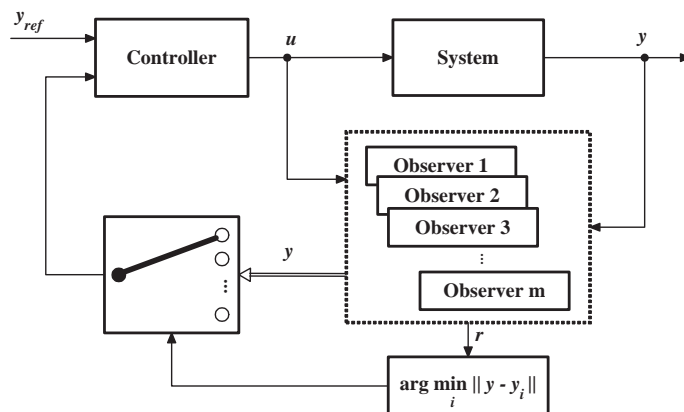 y_ref
Controller
u
System
y
Observer 1
Observer 2
Observer 3
...
Observer m
y
...
r
arg min || y - y_i ||
i